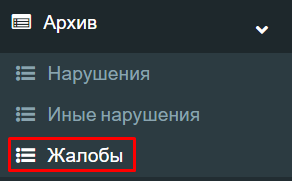 Архив
Нарушения
Иные нарушения
Жалобы